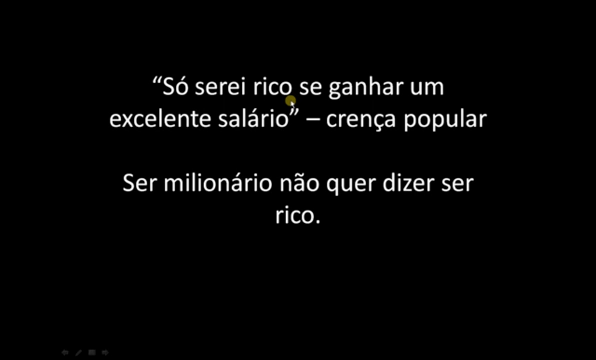 “Só serei rico se ganhar um
excelente salário” – crença popular
Ser milionário não quer dizer ser
rico.